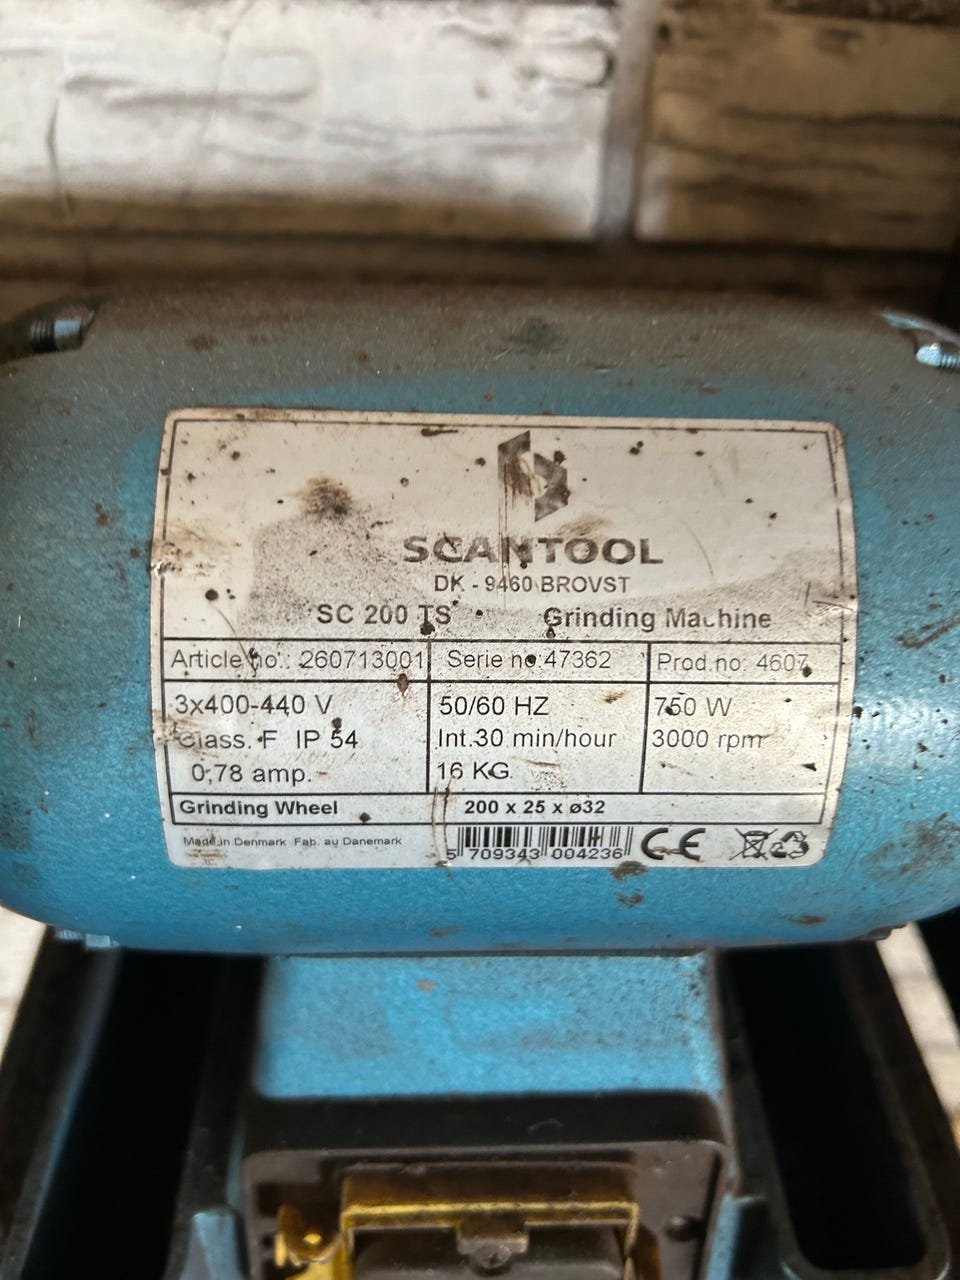 SCANTOOL
DK - 9460 BROVST
SC 200 TS Grinding Machine
Article no.: 260713001 Serie no:47362 Prod.no: 4607
3x400-440 V 50/60 HZ 750 W
Class. F IP 54 Int.30 min/hour 3000 rpm
0,78 amp. 16 KG
Grinding Wheel 200 x 25 x ø32
Made in Denmark Fab. au Danemark
5 709343 004236 CE